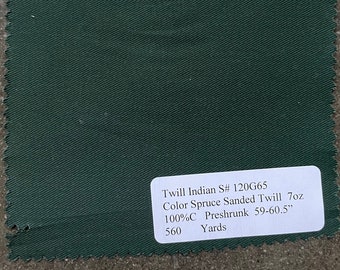 Twill Indian S# 120G65
Color Spruce Sanded Twill 7oz
100%C Preshrunk 59-60.5”
560 Yards